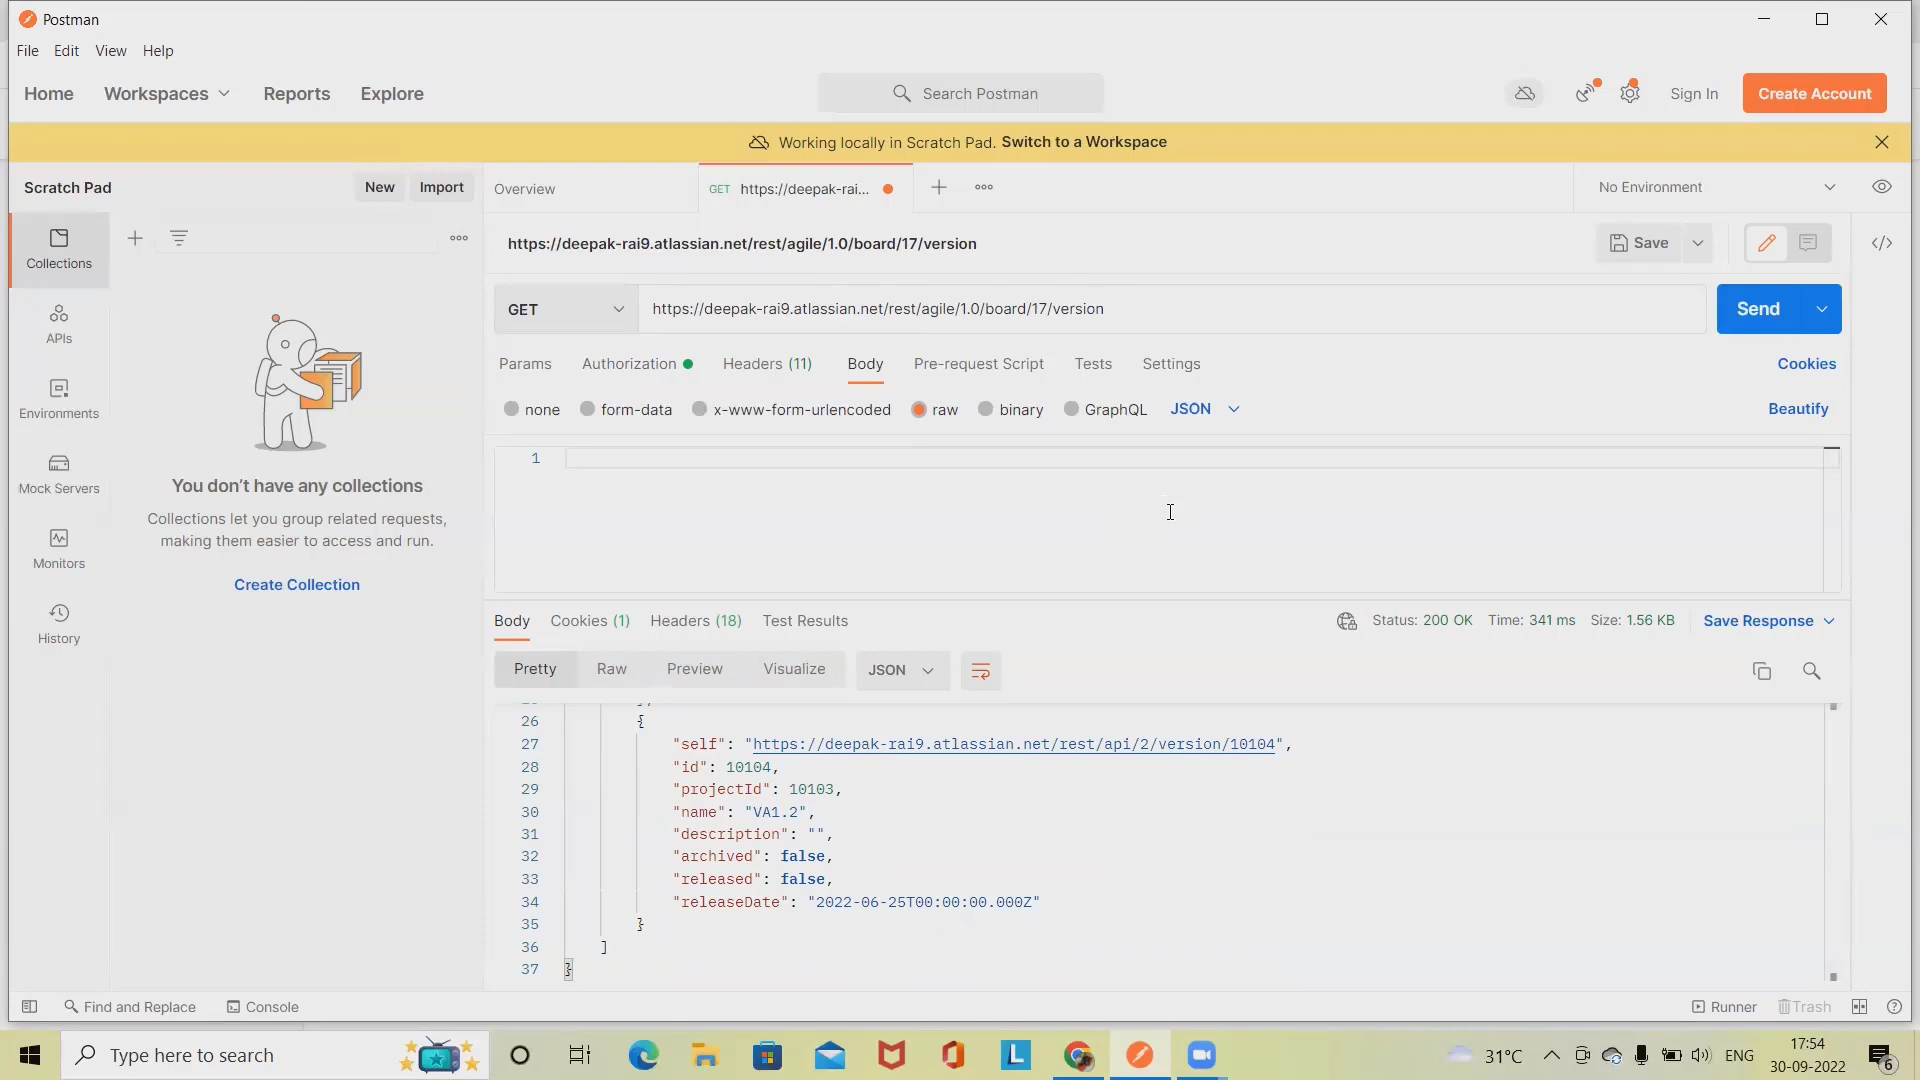 Postman
File Edit View Help
Home Workspaces Reports Explore
Search Postman
Sign In Create Account
Working locally in Scratch Pad. Switch to a Workspace
Scratch Pad New Import
Overview GET https://deepak-rai... No Environment
Collections
https://deepak-rai9.atlassian.net/rest/agile/1.0/board/17/version
Save
GET https://deepak-rai9.atlassian.net/rest/agile/1.0/board/17/version
Send
APIs
Params Authorization Headers (11) Body Pre-request Script Tests Settings Cookies
Environments
none form-data x-www-form-urlencoded raw binary GraphQL JSON Beautify
Mock Servers
You don't have any collections
Collections let you group related requests,
making them easier to access and run.
Create Collection
Monitors
History
1
Body Cookies (1) Headers (18) Test Results Status: 200 OK Time: 341 ms Size: 1.56 KB Save Response
Pretty Raw Preview Visualize JSON
26 {
27 "self": "https://deepak-rai9.atlassian.net/rest/api/2/version/10104",
28 "id": 10104,
29 "projectId": 10103,
30 "name": "VA1.2",
31 "description": "",
32 "archived": false,
33 "released": false,
34 "releaseDate": "2022-06-25T00:00:00.000Z"
35 }
36 ]
37 }
Find and Replace Console Runner Trash
Type here to search
L
31°C ENG
17:54
30-09-2022
6